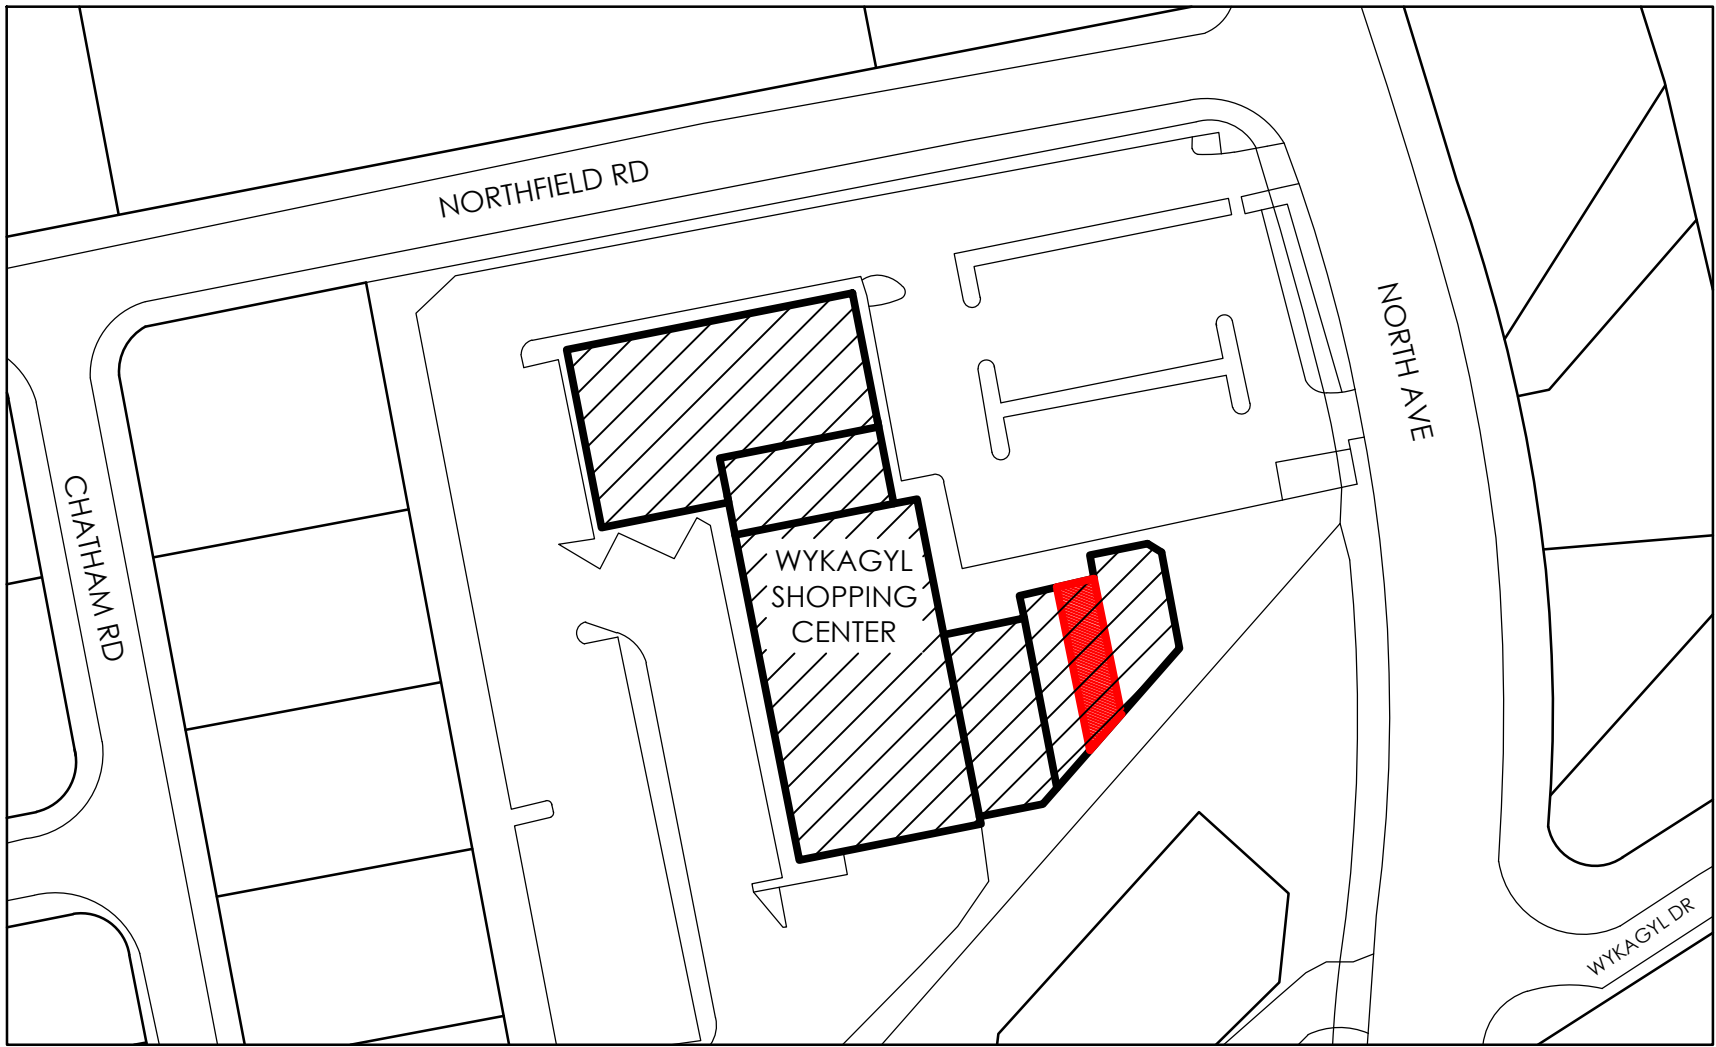 NORTHFIELD RD
NORTH AVE
CHATHAM RD
WYKAGYL
SHOPPING
CENTER
WYKAGYL DR